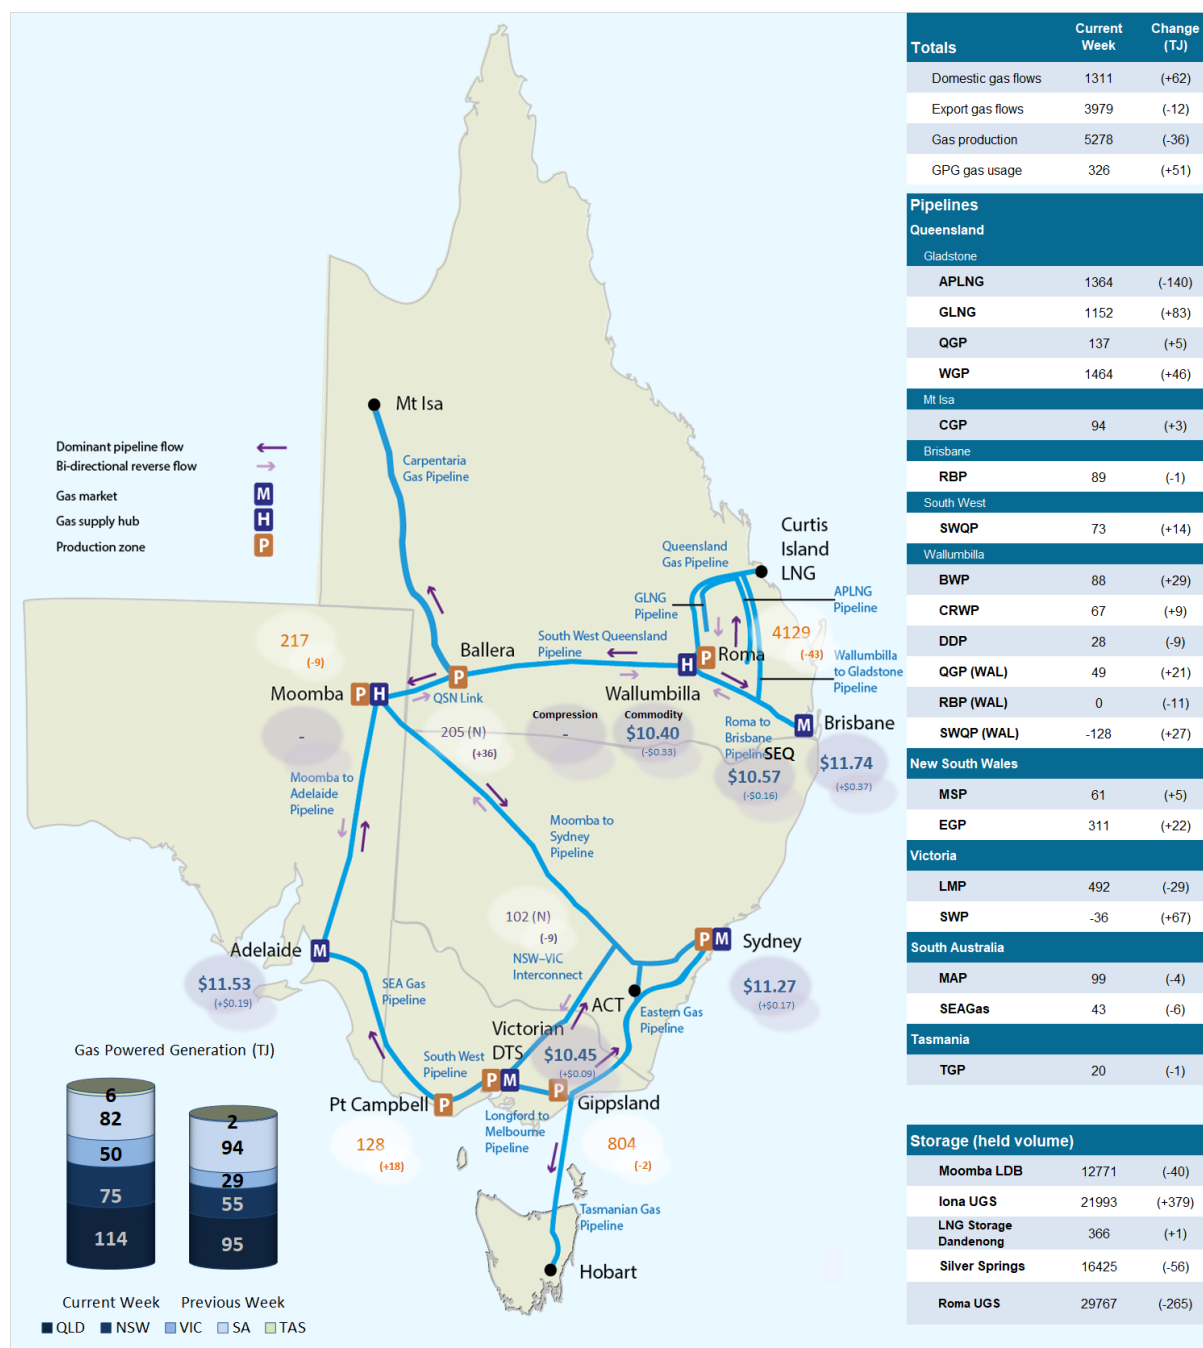 Totals Current Week Change (TJ)
Domestic gas flows 1311 (+62)
Export gas flows 3979 (-12)
Gas production 5278 (-36)
GPG gas usage 326 (+51)
Pipelines
Queensland
Gladstone
APLNG 1364 (-140)
GLNG 1152 (+83)
QGP 137 (+5)
WGP 1464 (+46)
Mt Isa
CGP 94 (+3)
Brisbane
RBP 89 (-1)
South West
SWQP 73 (+14)
Wallumbilla
BWP 88 (+29)
CRWP 67 (+9)
DDP 28 (-9)
QGP (WAL) 49 (+21)
RBP (WAL) 0 (-11)
SWQP (WAL) -128 (+27)
New South Wales
MSP 61 (+5)
EGP 311 (+22)
Victoria
LMP 492 (-29)
SWP -36 (+67)
South Australia
MAP 99 (-4)
SEAGas 43 (-6)
Tasmania
TGP 20 (-1)
Storage (held volume)
Moomba LDB 12771 (-40)
Iona UGS 21993 (+379)
LNG Storage
Dandenong 366 (+1)
Silver Springs 16425 (-56)
Roma UGS 29767 (-265)
Mt Isa
Carpentaria
Gas Pipeline
Dominant pipeline flow
Bi-directional reverse flow
Gas market M
Gas supply hub H
Production zone P
Curtis
Island
LNG
Queensland
Gas Pipeline
GLNG
Pipeline
APLNG
Pipeline
4129
(-43)
217
(-9)
Ballera
P
South West Queensland
Pipeline
H P Roma
Wallumbilla
Wallumbilla
to Gladstone
Pipeline
Moomba P H
QSN Link
Compression
-
Commodity
$10.40
(-$0.33)
Roma to
Brisbane
Pipeline
M Brisbane
SEQ
$10.57
(-$0.16)
$11.74
(+$0.37)
-
205 (N)
(+36)
Moomba to
Adelaide
Pipeline
Moomba to
Sydney
Pipeline
102 (N)
(-9)
NSW–VIC
Interconnect
P M Sydney
$11.27
(+$0.17)
Adelaide M
$11.53
(+$0.19)
SEA Gas
Pipeline
ACT
Eastern Gas
Pipeline
Victorian
DTS
P M
$10.45
(+$0.09)
South West
Pipeline
Pt Campbell P
128
(+18)
Longford to
Melbourne
Pipeline
P
Gippsland
804
(-2)
Tasmanian Gas
Pipeline
Hobart
Gas Powered Generation (TJ)
6
82
50
75
114
2
94
29
55
95
Current Week Previous Week
QLD NSW VIC SA TAS